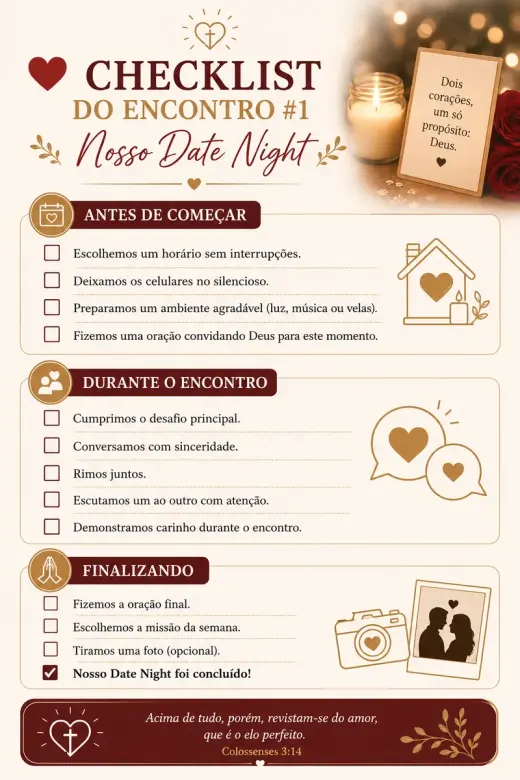 CHECKLIST
DO ENCONTRO #1
Nosso Date Night
Dois
corações,
um só
propósito:
Deus.
ANTES DE COMEÇAR
Escolhemos um horário sem interrupções.
Deixamos os celulares no silencioso.
Preparamos um ambiente agradável (luz, música ou velas).
Fizemos uma oração convidando Deus para este momento.
DURANTE O ENCONTRO
Cumprimos o desafio principal.
Conversamos com sinceridade.
Rimos juntos.
Escutamos um ao outro com atenção.
Demonstramos carinho durante o encontro.
FINALIZANDO
Fizemos a oração final.
Escolhemos a missão da semana.
Tiramos uma foto (opcional).
Nosso Date Night foi concluído!
Acima de tudo, porém, revistam-se do amor,
que é o elo perfeito.
Colossenses 3:14